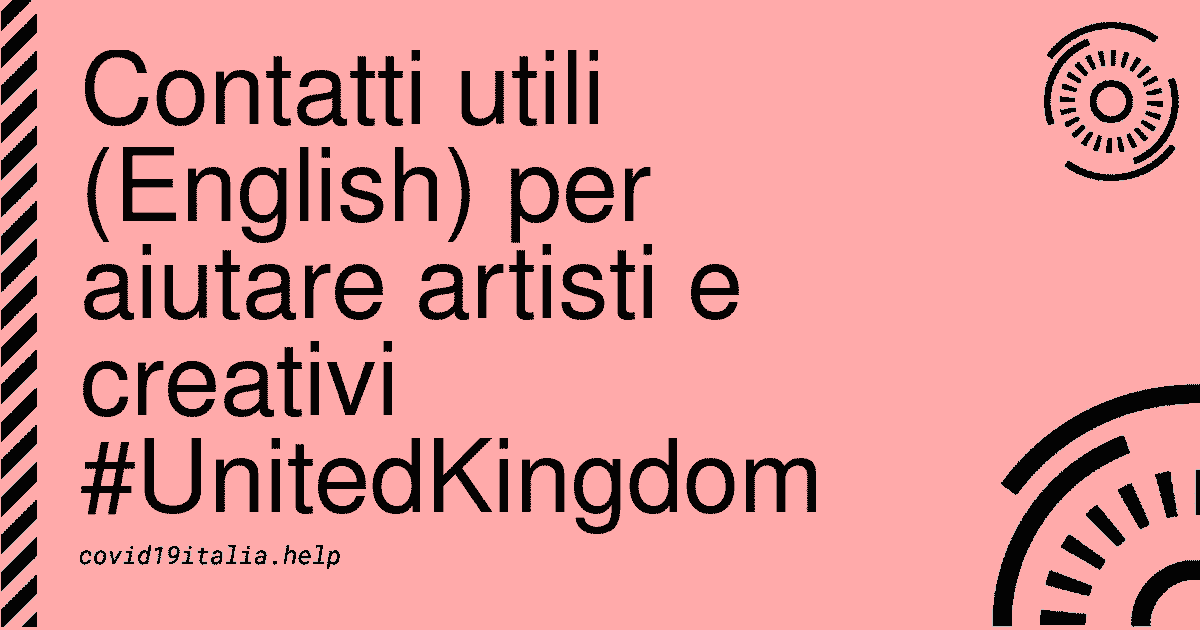 Contatti utili
(English) per
aiutare artisti e
creativi
#UnitedKingdom
covid19italia.help